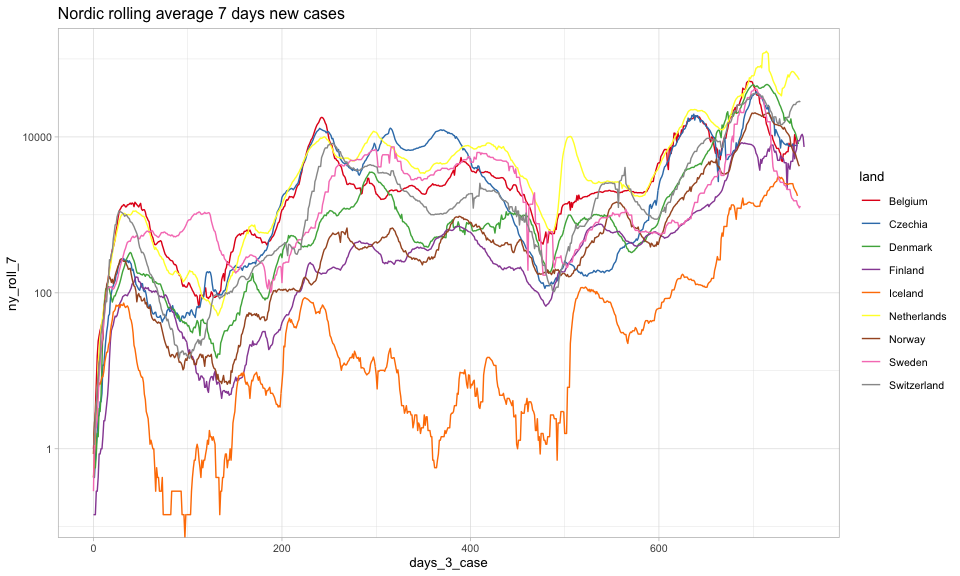 Nordic rolling average 7 days new cases
ny_roll_7
10000
100
1
0
200
400
600
days_3_case
land
Belgium
Czechia
Denmark
Finland
Iceland
Netherlands
Norway
Sweden
Switzerland